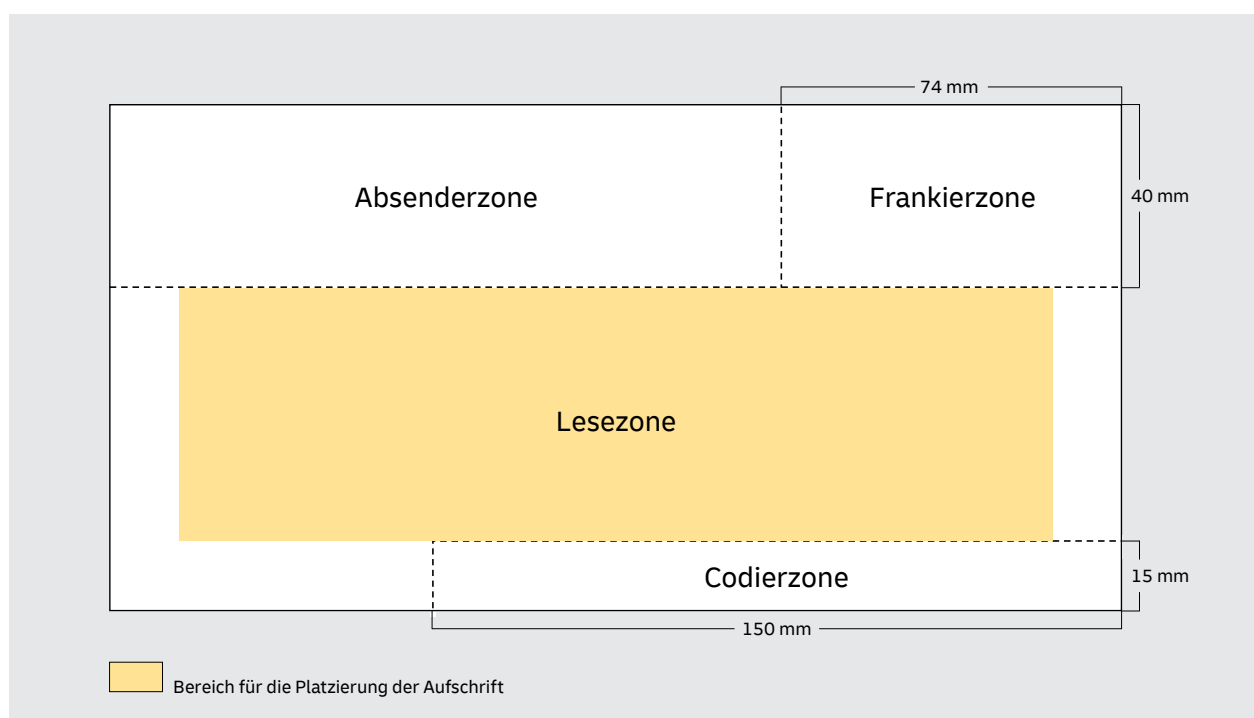 74 mm
Absenderzone
Frankierzone
40 mm
Lesezone
Codierzone
15 mm
150 mm
Bereich für die Platzierung der Aufschrift